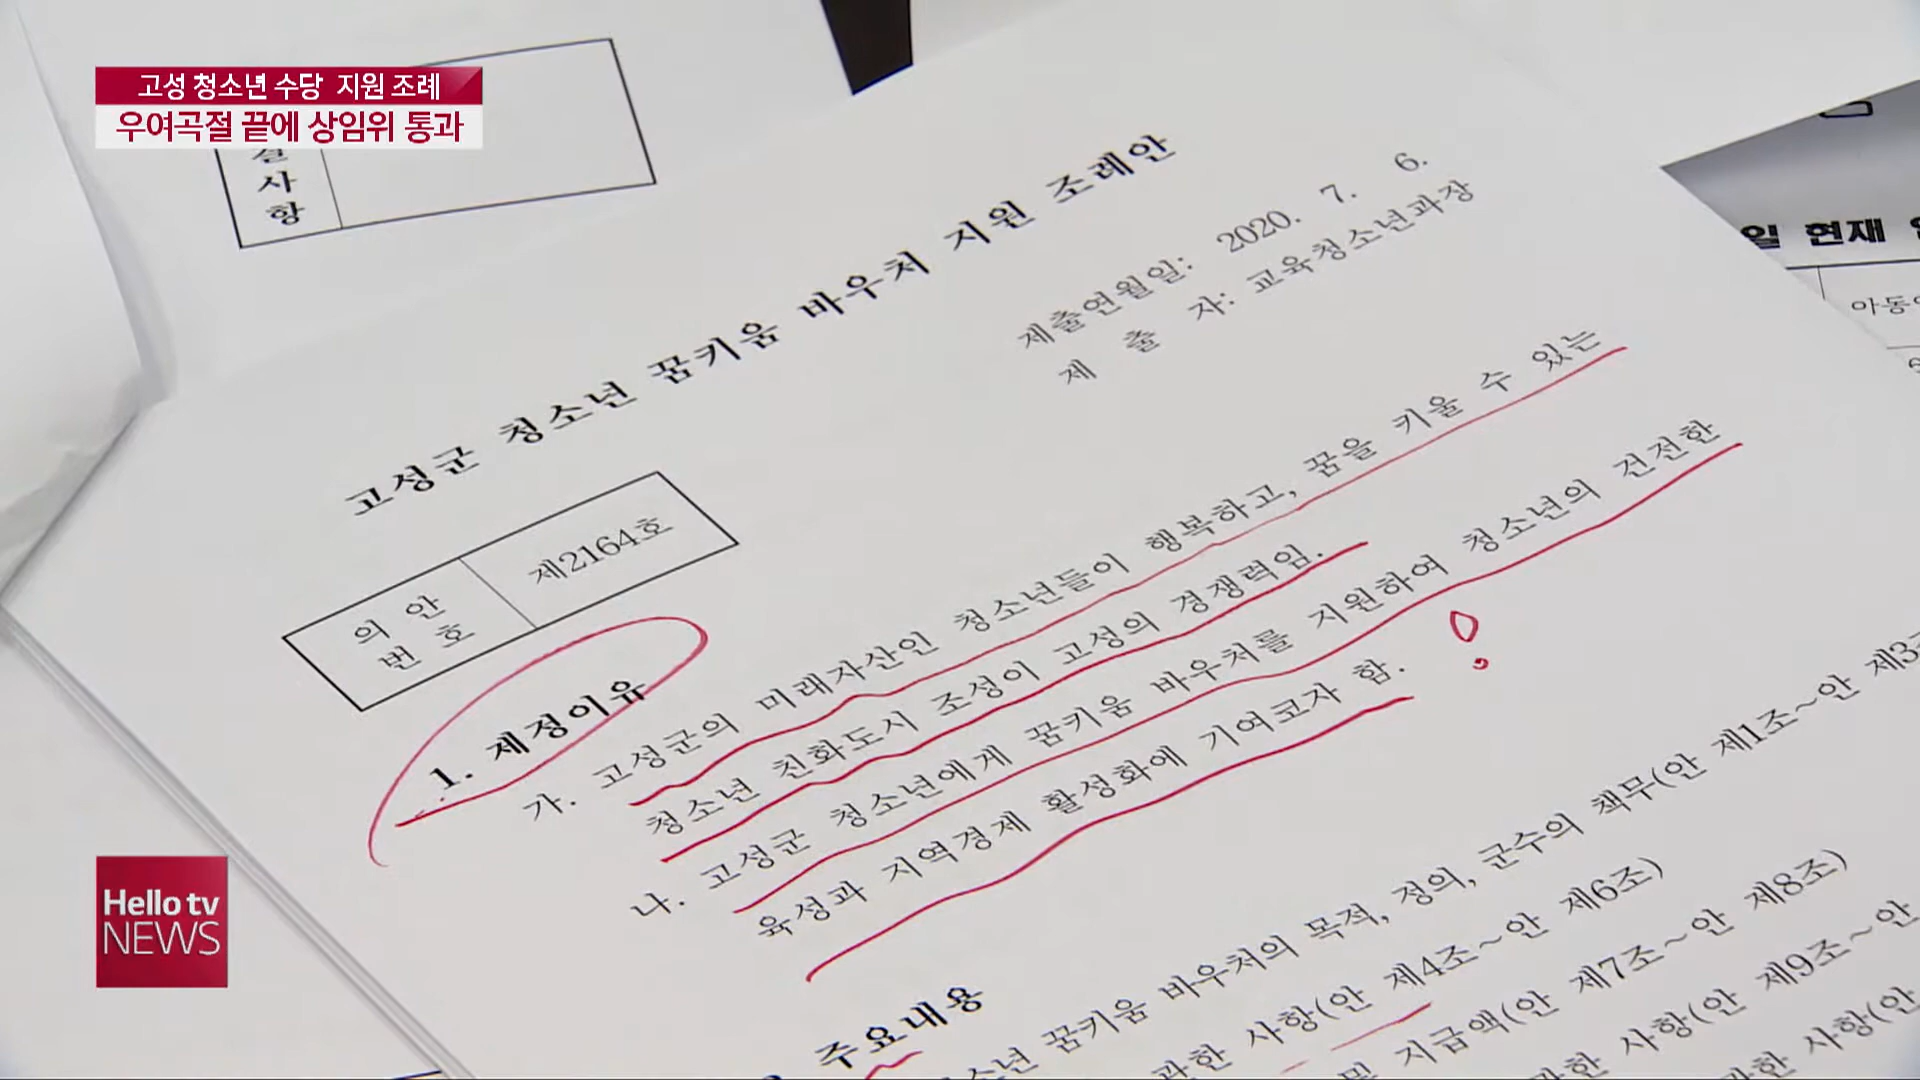 고성 청소년 수당 지원 조례
우여곡절 끝에 상임위 통과
사
항
고성군 청소년 꿈키움 바우처 지원 조례안
제출연월일: 2020. 7. 6.
제 출 자: 교육청소년과장
의 안
번 호
제2164호
1. 제정이유
가. 고성군의 미래자산인 청소년들이 행복하고, 꿈을 키울 수 있는
청소년 친화도시 조성이 고성의 경쟁력임.
나. 고성군 청소년에게 꿈키움 바우처를 지원하여 청소년의 건전한
육성과 지역경제 활성화에 기여코자 함.
주요내용
꿈키움 바우처의 목적, 정의, 군수의 책무(안 제1조~안 제3
사항(안 제4조~안 제6조)
지급액(안 제7조~안 제8조)
사항(안 제9조~안
사항(안
일 현재
아동
Hello tv
NEWS